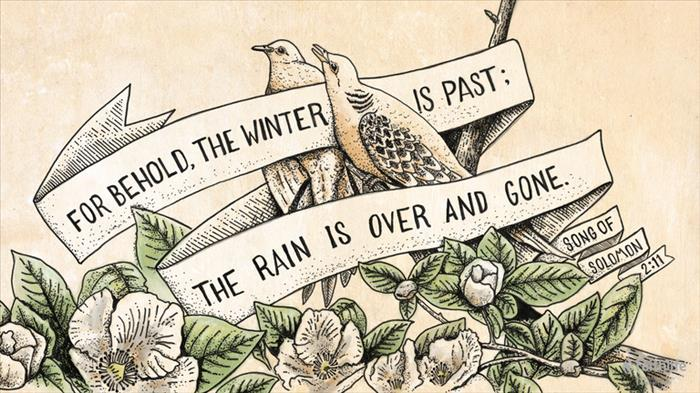 FOR BEHOLD, THE WINTER IS PAST;
THE RAIN IS OVER AND GONE.
SONG OF
SOLOMON
2:11